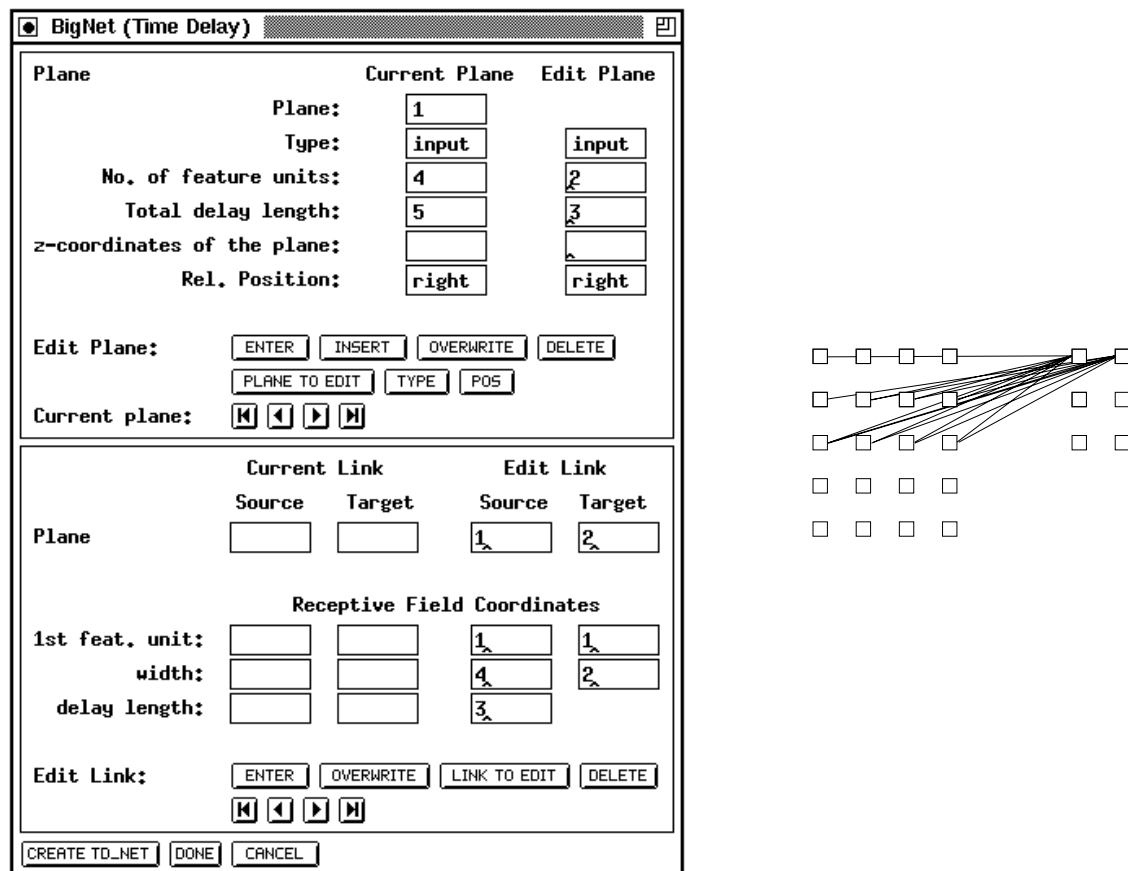 BigNet (Time Delay)
Plane Current Plane Edit Plane
Plane: 1
Type: input input
No. of feature units: 4 2
Total delay length: 5 3
z-coordinates of the plane:
Rel. Position: right right
Edit Plane: ENTER INSERT OVERWRITE DELETE
PLANE TO EDIT TYPE POS
Current plane:
Current Link Edit Link
Source Target Source Target
Plane 1 2
Receptive Field Coordinates
1st feat. unit: 1 1
width: 4 2
delay length: 3
Edit Link: ENTER OVERWRITE LINK TO EDIT DELETE
CREATE TD_NET DONE CANCEL